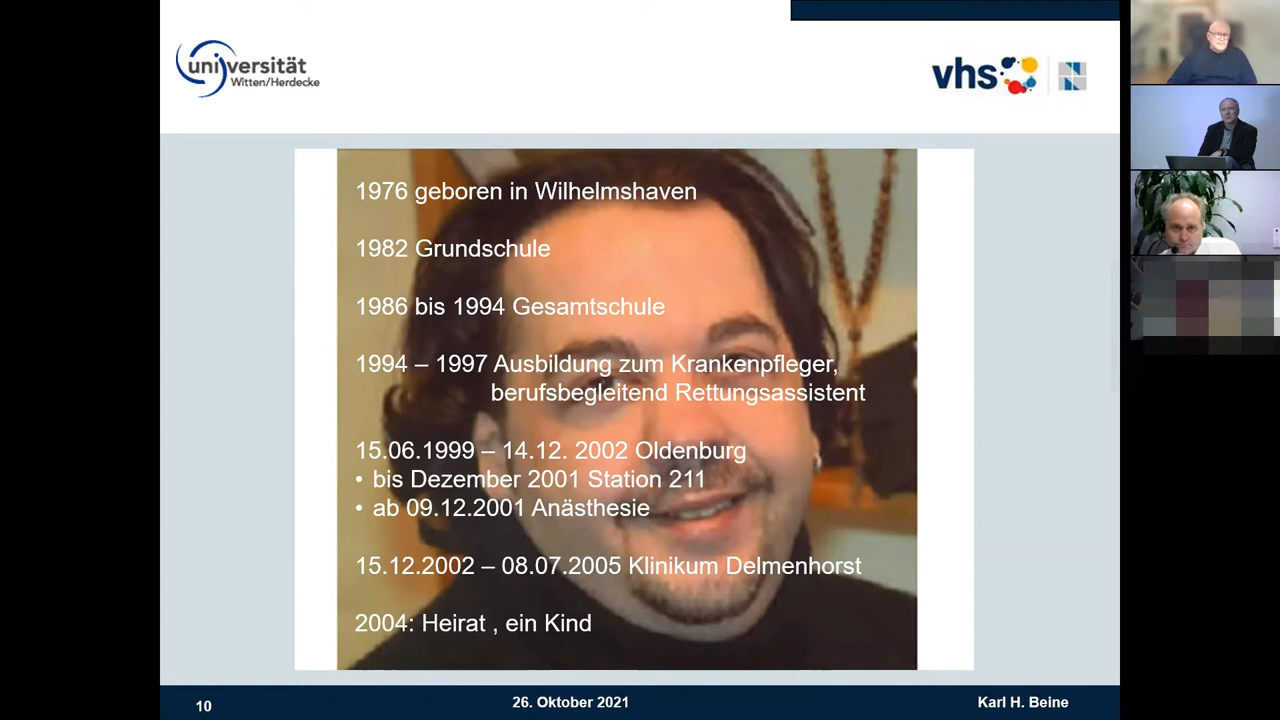 universität
Witten/Herdecke
vhs
1976 geboren in Wilhelmshaven
1982 Grundschule
1986 bis 1994 Gesamtschule
1994 – 1997 Ausbildung zum Krankenpfleger,
berufsbegleitend Rettungsassistent
15.06.1999 – 14.12. 2002 Oldenburg
• bis Dezember 2001 Station 211
• ab 09.12.2001 Anästhesie
15.12.2002 – 08.07.2005 Klinikum Delmenhorst
2004: Heirat , ein Kind
10
26. Oktober 2021
Karl H. Beine